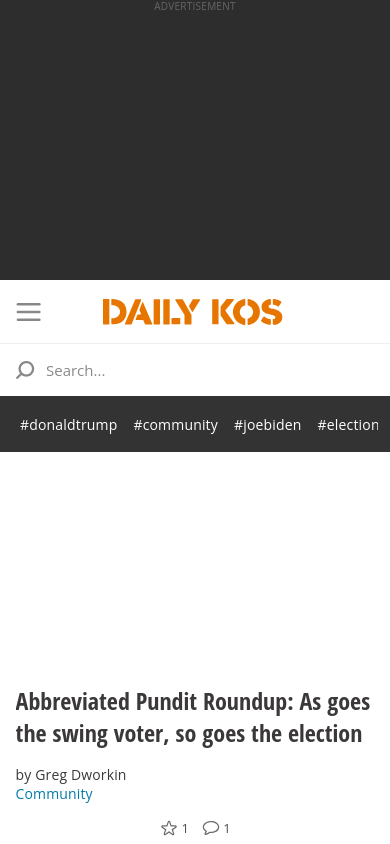 ADVERTISEMENT
DAILY KOS
Search...
#donaldtrump #community #joebiden #election
Abbreviated Pundit Roundup: As goes
the swing voter, so goes the election
by Greg Dworkin
Community
1 1